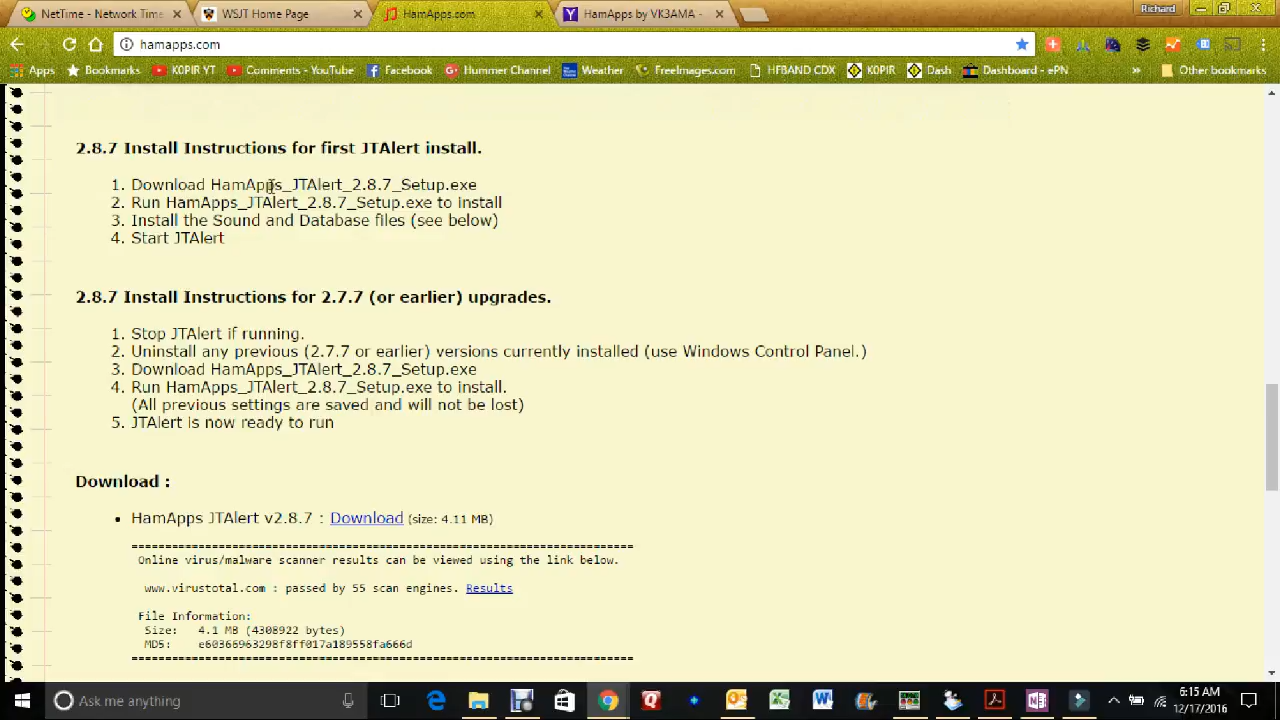 NetTime - Network Time
WSJT Home Page
HamApps.com
HamApps by VK3AMA -
Richard
hamapps.com
Apps
Bookmarks
K0PIR YT
Comments - YouTube
Facebook
Hummer Channel
Weather
FreeImages.com
HFBAND CDX
K0PIR
Dash
Dashboard - ePN
»
Other bookmarks
2.8.7 Install Instructions for first JTAlert install.
1. Download HamApps_JTAlert_2.8.7_Setup.exe
2. Run HamApps_JTAlert_2.8.7_Setup.exe to install
3. Install the Sound and Database files (see below)
4. Start JTAlert
2.8.7 Install Instructions for 2.7.7 (or earlier) upgrades.
1. Stop JTAlert if running.
2. Uninstall any previous (2.7.7 or earlier) versions currently installed (use Windows Control Panel.)
3. Download HamApps_JTAlert_2.8.7_Setup.exe
4. Run HamApps_JTAlert_2.8.7_Setup.exe to install.
(All previous settings are saved and will not be lost)
5. JTAlert is now ready to run
Download :
• HamApps JTAlert v2.8.7 : Download (size: 4.11 MB)
==========================================================================
Online virus/malware scanner results can be viewed using the link below.
www.virustotal.com : passed by 55 scan engines. Results
File Information:
Size: 4.1 MB (4308922 bytes)
MD5: e60366963298f8ff017a189558fa666d
==========================================================================
Ask me anything
6:15 AM
12/17/2016